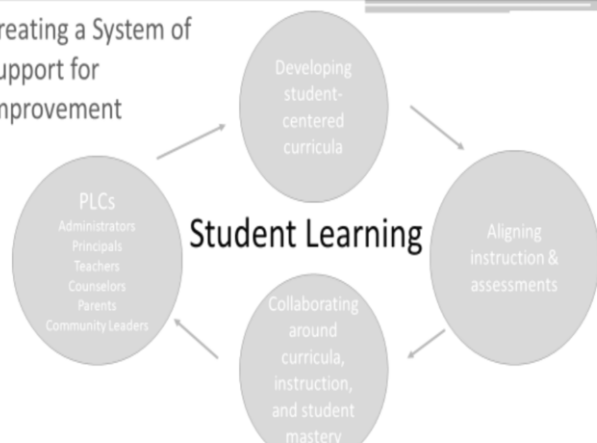 reating a System of
upport for
mprovement
Developing
student-
centered
curricula
PLCs
Administrators
Principals
Teachers
Counselors
Parents
Community Leaders
Student Learning
Aligning
instruction &
assessments
Collaborating
around
curricula,
instruction,
and student
mastery